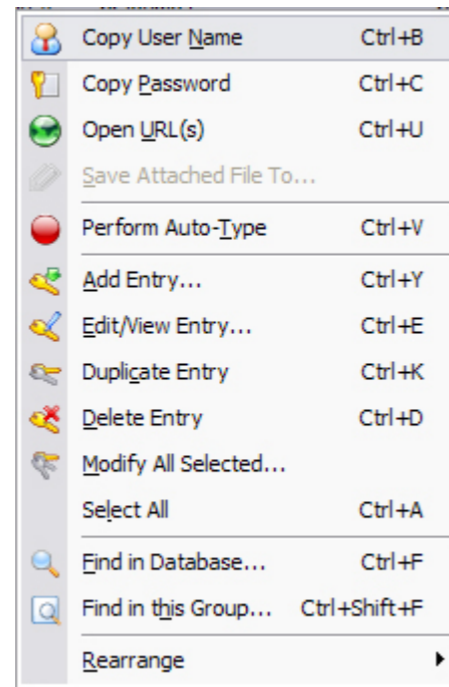 Copy User Name Ctrl+B
Copy Password Ctrl+C
Open URL(s) Ctrl+U
Save Attached File To...
Perform Auto-Type Ctrl+V
Add Entry... Ctrl+Y
Edit/View Entry... Ctrl+E
Duplicate Entry Ctrl+K
Delete Entry Ctrl+D
Modify All Selected...
Select All Ctrl+A
Find in Database... Ctrl+F
Find in this Group... Ctrl+Shift+F
Rearrange